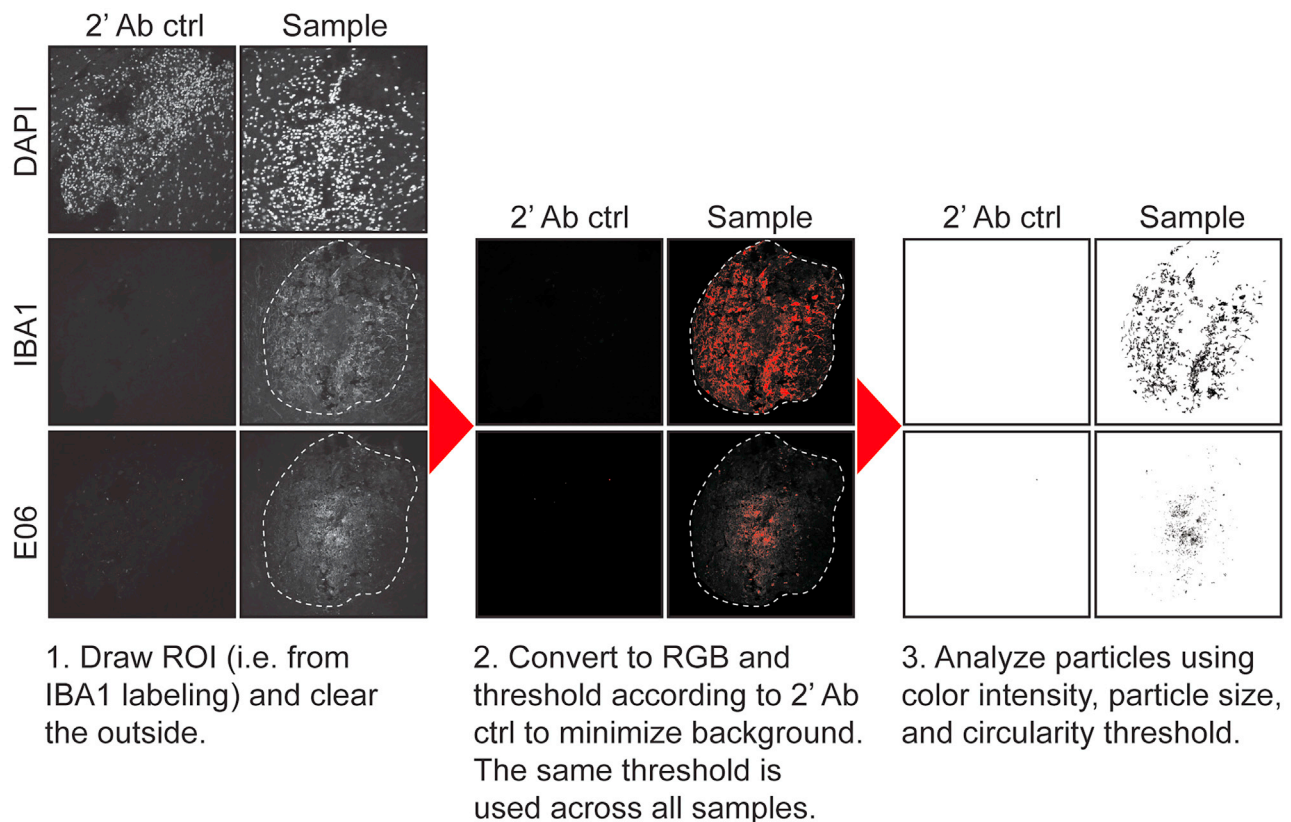 2’ Ab ctrl Sample
DAPI
2’ Ab ctrl Sample
2’ Ab ctrl Sample
IBA1
E06
1. Draw ROI (i.e. from
IBA1 labeling) and clear
the outside.
2. Convert to RGB and
threshold according to 2’ Ab
ctrl to minimize background.
The same threshold is
used across all samples.
3. Analyze particles using
color intensity, particle size,
and circularity threshold.